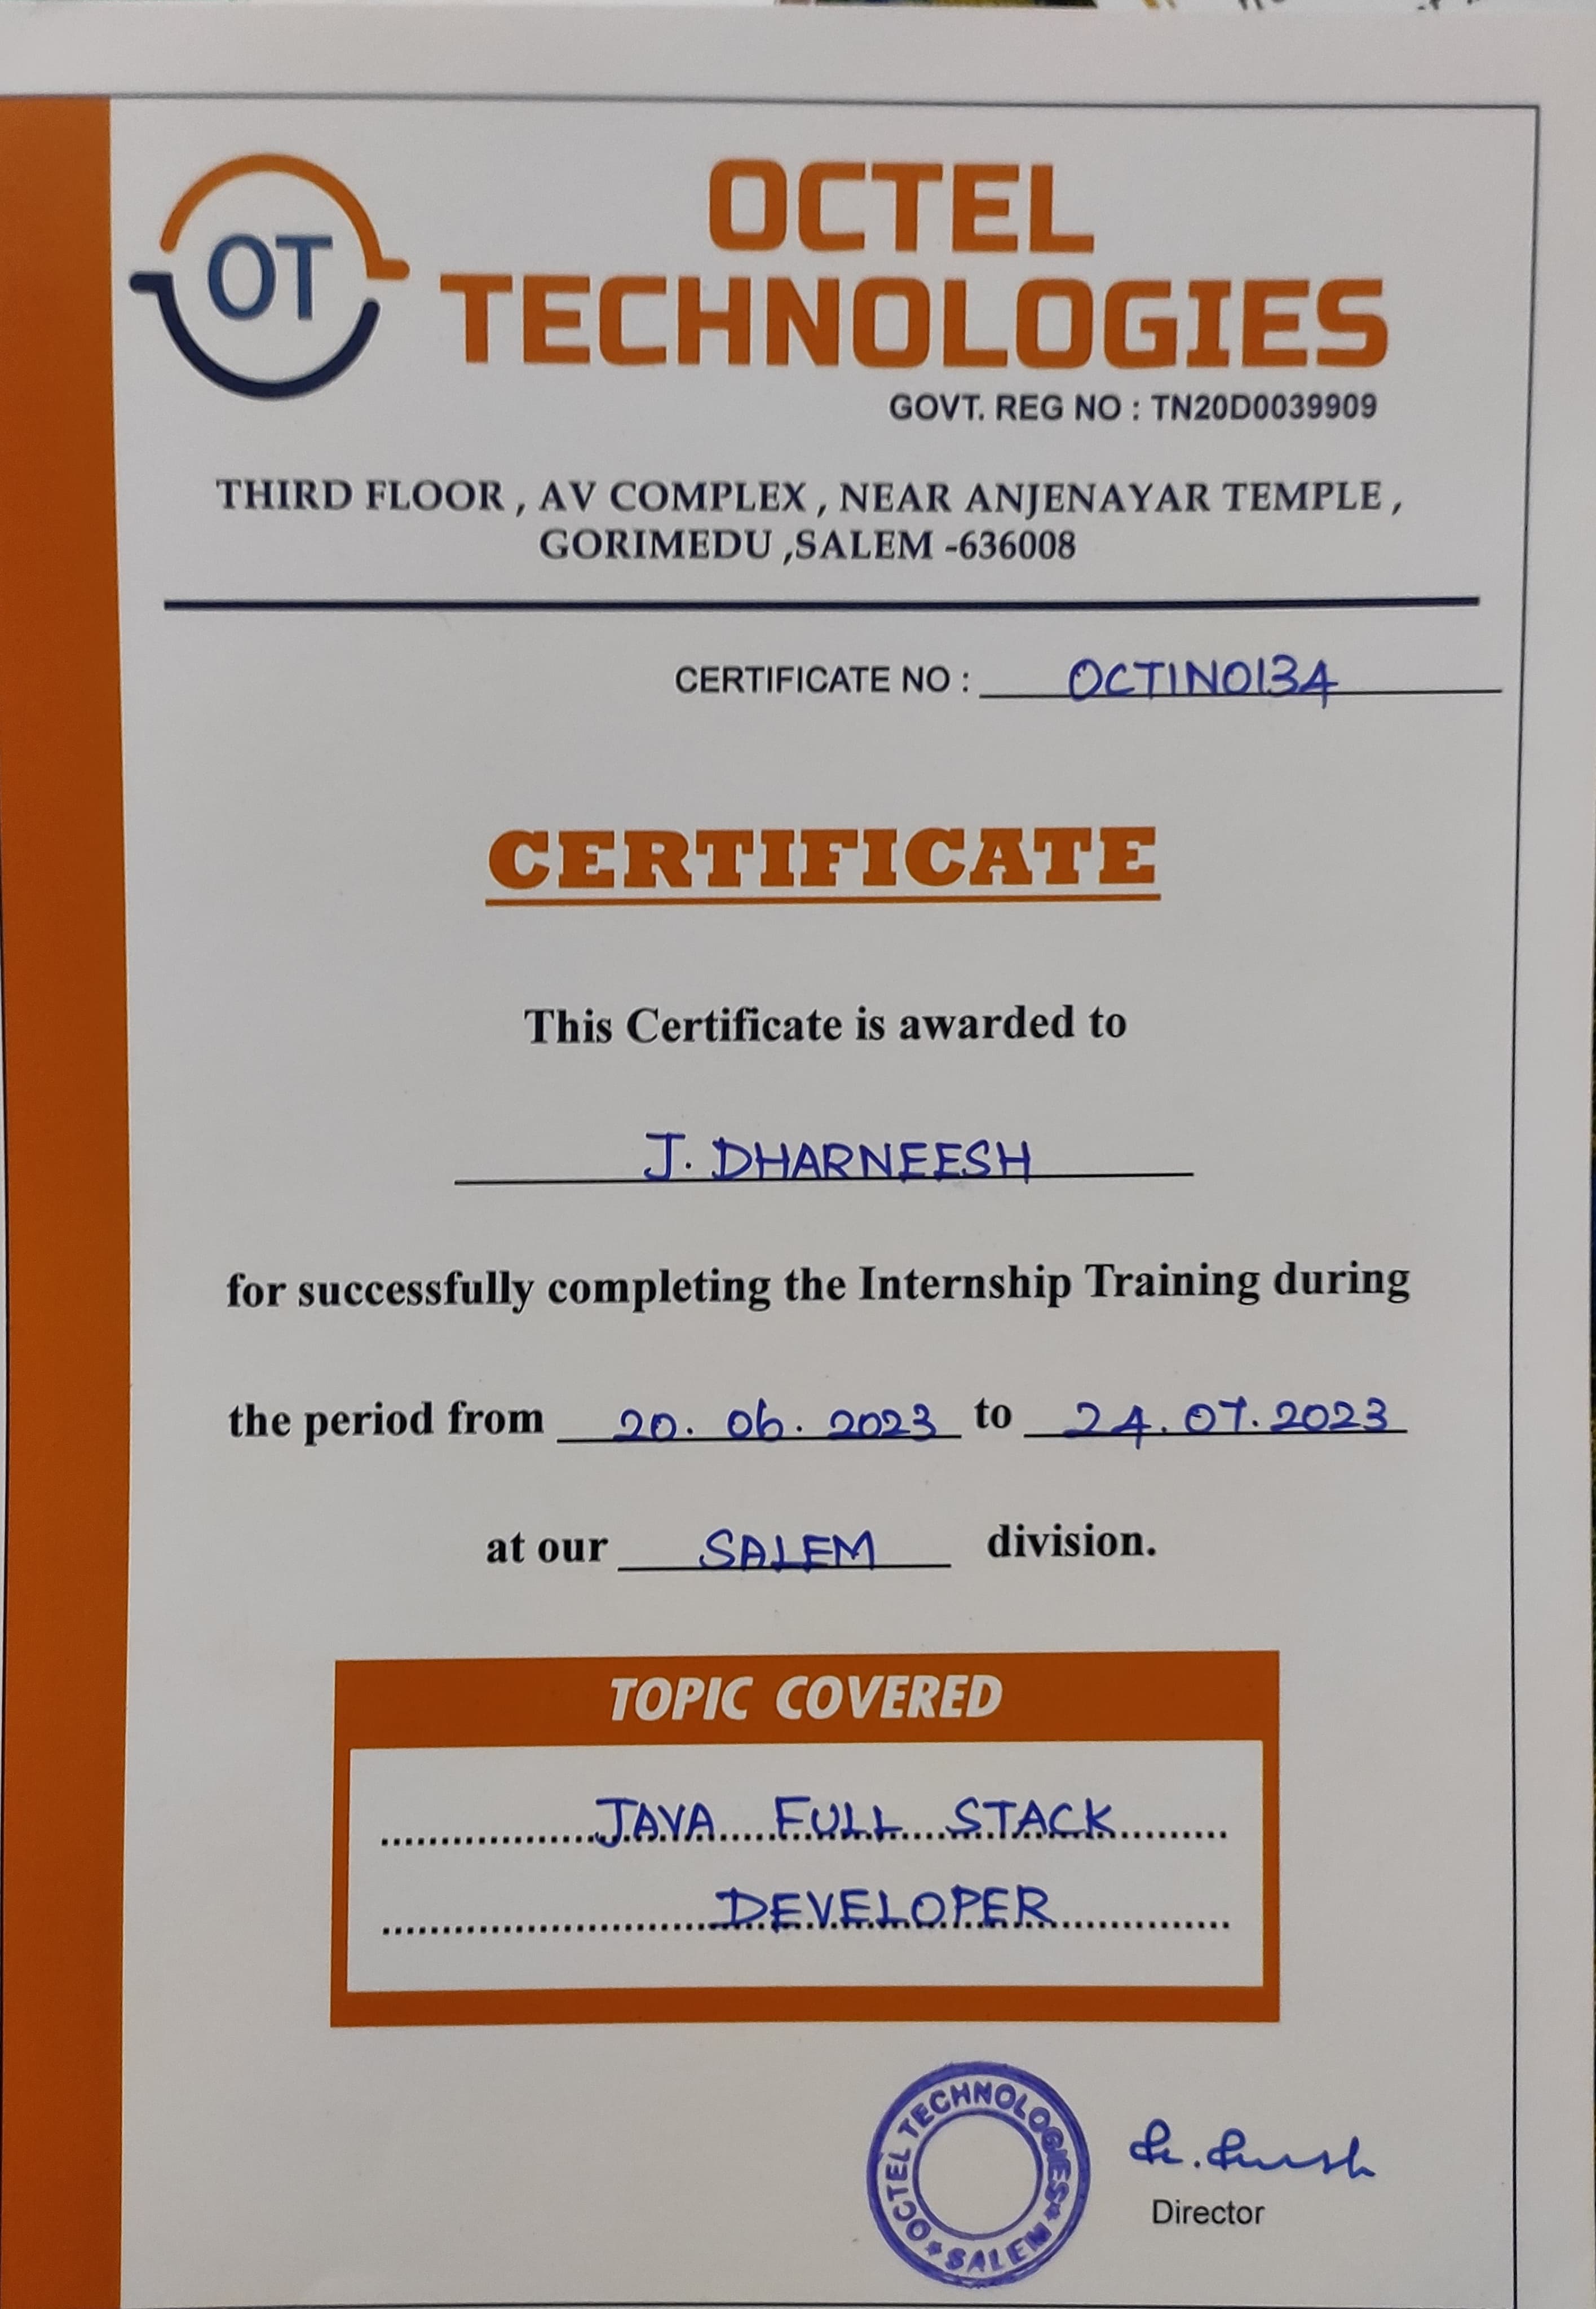 OT
OCTEL
TECHNOLOGIES
GOVT. REG NO : TN20D0039909
THIRD FLOOR , AV COMPLEX , NEAR ANJENAYAR TEMPLE ,
GORIMEDU ,SALEM -636008
CERTIFICATE NO : OCTIN0134
CERTIFICATE
This Certificate is awarded to
J. DHARNEESH
for successfully completing the Internship Training during
the period from 20. 06. 2023 to 24.07.2023
at our SALEM division.
TOPIC COVERED
JAVA FULL STACK
DEVELOPER
OCTEL TECHNOLOGIES
* SALEM *
Director